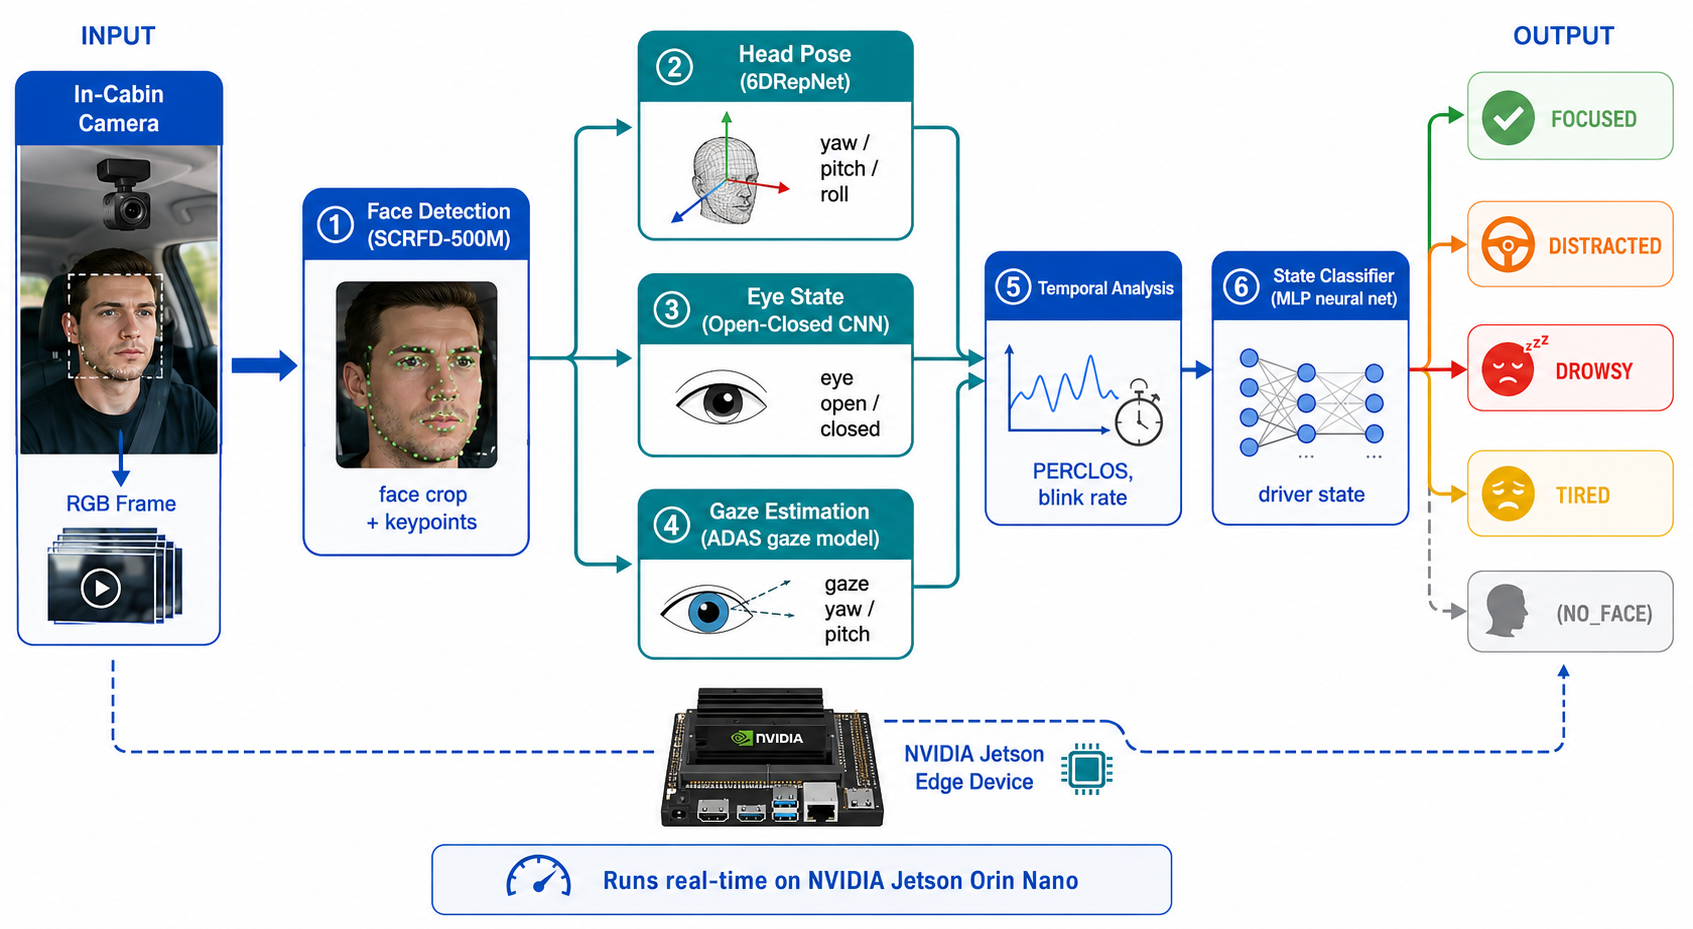 INPUT
In-Cabin
Camera
RGB Frame
1
Face Detection
(SCRFD-500M)
face crop
+ keypoints
2
Head Pose
(6DRepNet)
yaw /
pitch /
roll
3
Eye State
(Open-Closed CNN)
eye
open /
closed
4
Gaze Estimation
(ADAS gaze model)
gaze
yaw /
pitch
5
Temporal Analysis
PERCLOS,
blink rate
6
State Classifier
(MLP neural net)
... ...
driver state
OUTPUT
FOCUSED
DISTRACTED
zzz
DROWSY
TIRED
(NO_FACE)
NVIDIA
NVIDIA Jetson
Edge Device
Runs real-time on NVIDIA Jetson Orin Nano